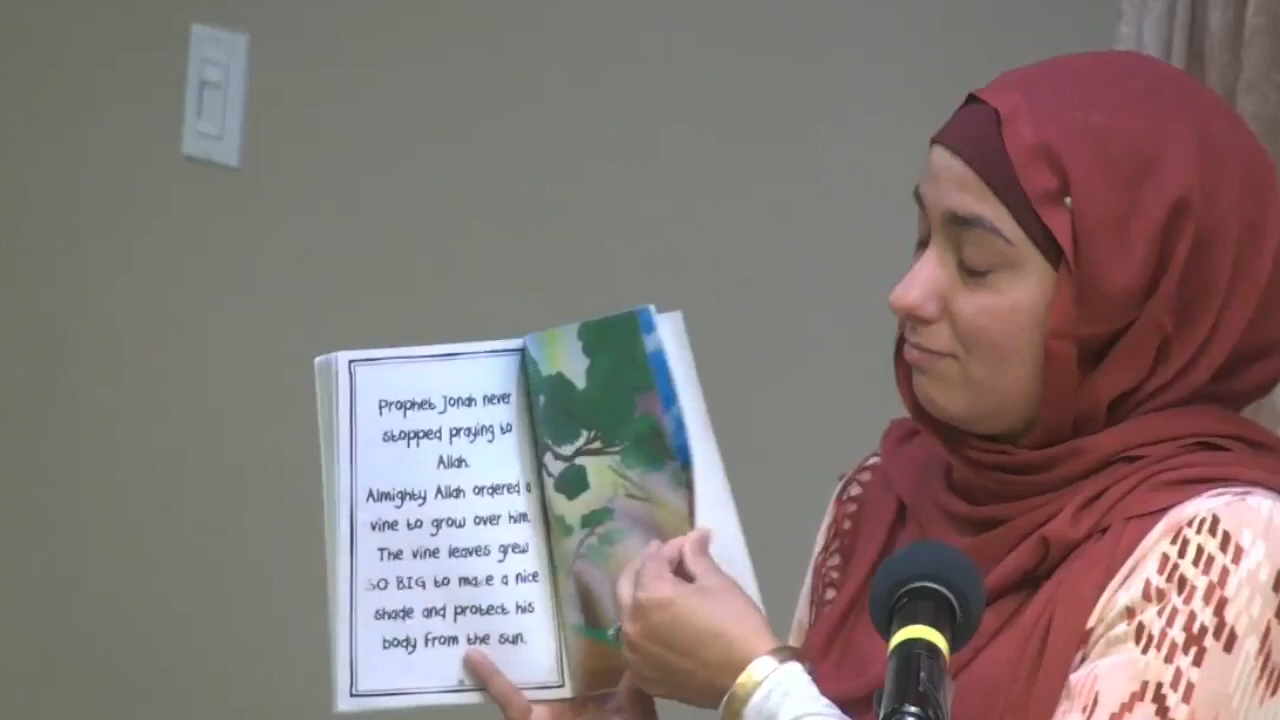 Prophet Jonah never
stopped praying to
Allah.
Almighty Allah ordered a
vine to grow over him.
The vine leaves grew
SO BIG to make a nice
shade and protect his
body from the sun.